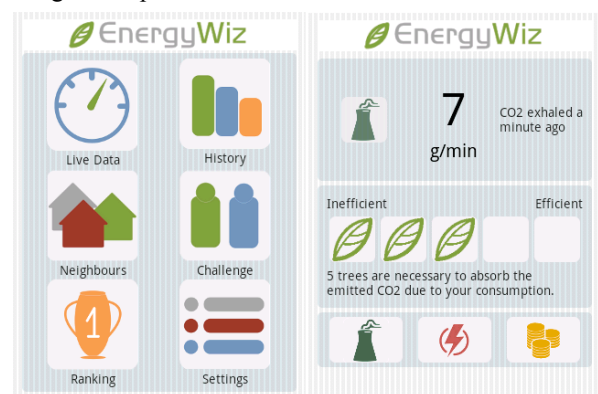 EnergyWiz
Live Data
History
Neighbours
Challenge
1
Ranking
Settings
EnergyWiz
7
g/min
CO2 exhaled a
minute ago
Inefficient
Efficient
5 trees are necessary to absorb the
emitted CO2 due to your consumption.